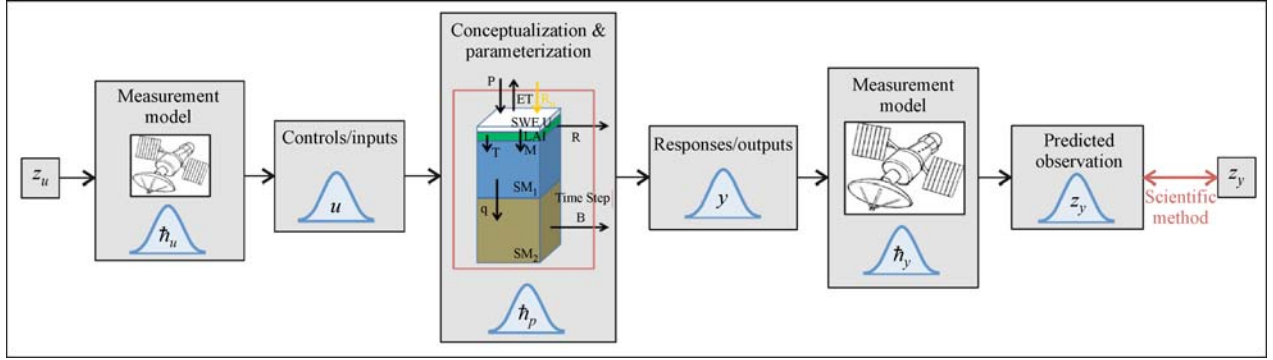 z_u
Measurement
model
ħ_u
Controls/inputs
u
Conceptualization &
parameterization
P
ET
R_n
SWE,U
LAI
R
T
M
SM_1
Time Step
q
B
SM_2
ħ_p
Responses/outputs
y
Measurement
model
ħ_y
Predicted
observation
z_y
Scientific
method
z_y